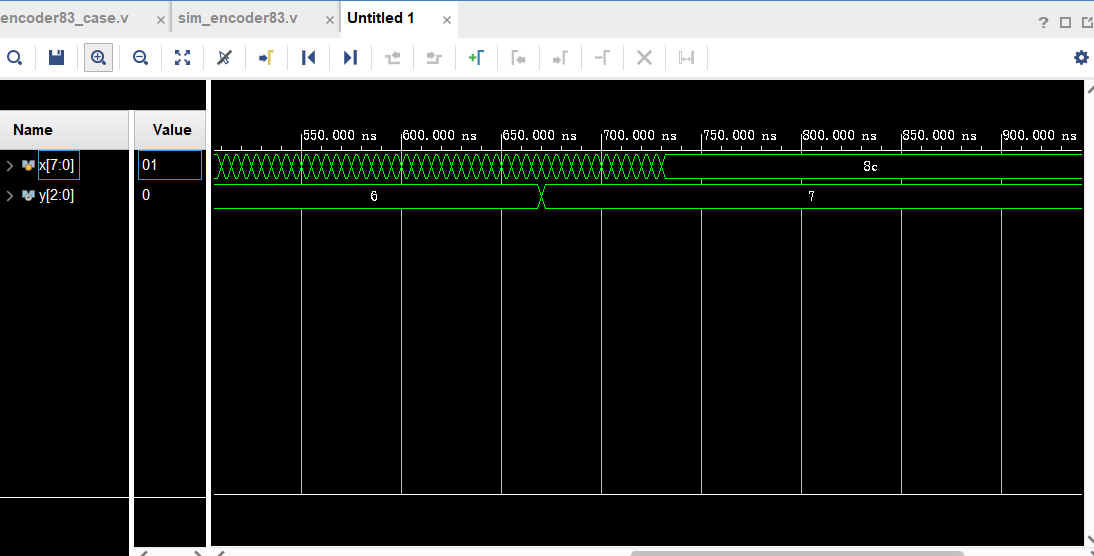 encoder83_case.v × sim_encoder83.v × Untitled 1 ×
?
Name Value
550.000 ns 600.000 ns 650.000 ns 700.000 ns 750.000 ns 800.000 ns 850.000 ns 900.000 ns
x[7:0] 01 8c
y[2:0] 0 6 7